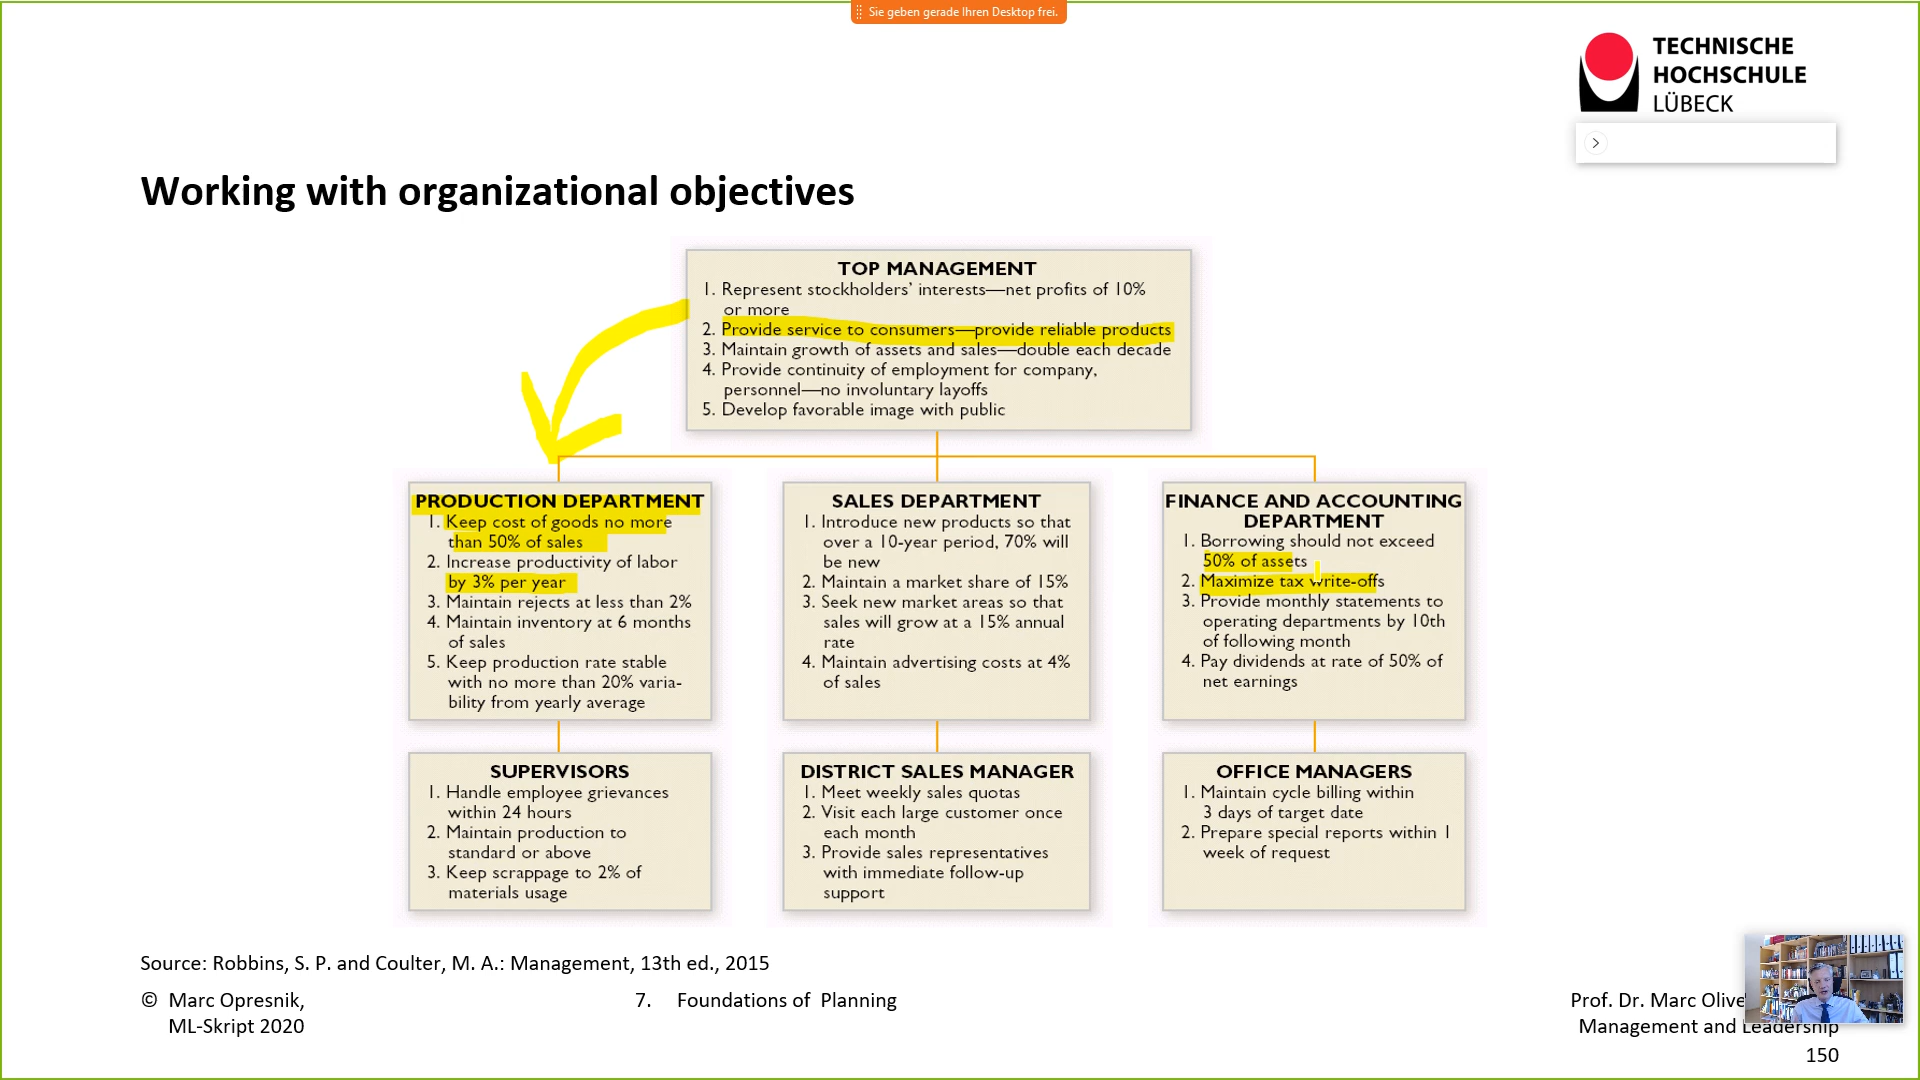 Sie geben gerade Ihren Desktop frei.
TECHNISCHE
HOCHSCHULE
LÜBECK
Working with organizational objectives
TOP MANAGEMENT
1. Represent stockholders' interests—net profits of 10%
or more
2. Provide service to consumers—provide reliable products
3. Maintain growth of assets and sales—double each decade
4. Provide continuity of employment for company,
personnel—no involuntary layoffs
5. Develop favorable image with public
PRODUCTION DEPARTMENT
1. Keep cost of goods no more
than 50% of sales
2. Increase productivity of labor
by 3% per year
3. Maintain rejects at less than 2%
4. Maintain inventory at 6 months
of sales
5. Keep production rate stable
with no more than 20% varia-
bility from yearly average
SALES DEPARTMENT
1. Introduce new products so that
over a 10-year period, 70% will
be new
2. Maintain a market share of 15%
3. Seek new market areas so that
sales will grow at a 15% annual
rate
4. Maintain advertising costs at 4%
of sales
FINANCE AND ACCOUNTING
DEPARTMENT
1. Borrowing should not exceed
50% of assets
2. Maximize tax write-offs
3. Provide monthly statements to
operating departments by 10th
of following month
4. Pay dividends at rate of 50% of
net earnings
SUPERVISORS
1. Handle employee grievances
within 24 hours
2. Maintain production to
standard or above
3. Keep scrappage to 2% of
materials usage
DISTRICT SALES MANAGER
1. Meet weekly sales quotas
2. Visit each large customer once
each month
3. Provide sales representatives
with immediate follow-up
support
OFFICE MANAGERS
1. Maintain cycle billing within
3 days of target date
2. Prepare special reports within 1
week of request
Source: Robbins, S. P. and Coulter, M. A.: Management, 13th ed., 2015
© Marc Opresnik,
ML-Skript 2020
7. Foundations of Planning
Prof. Dr. Marc Olive
Management and Leadership
150